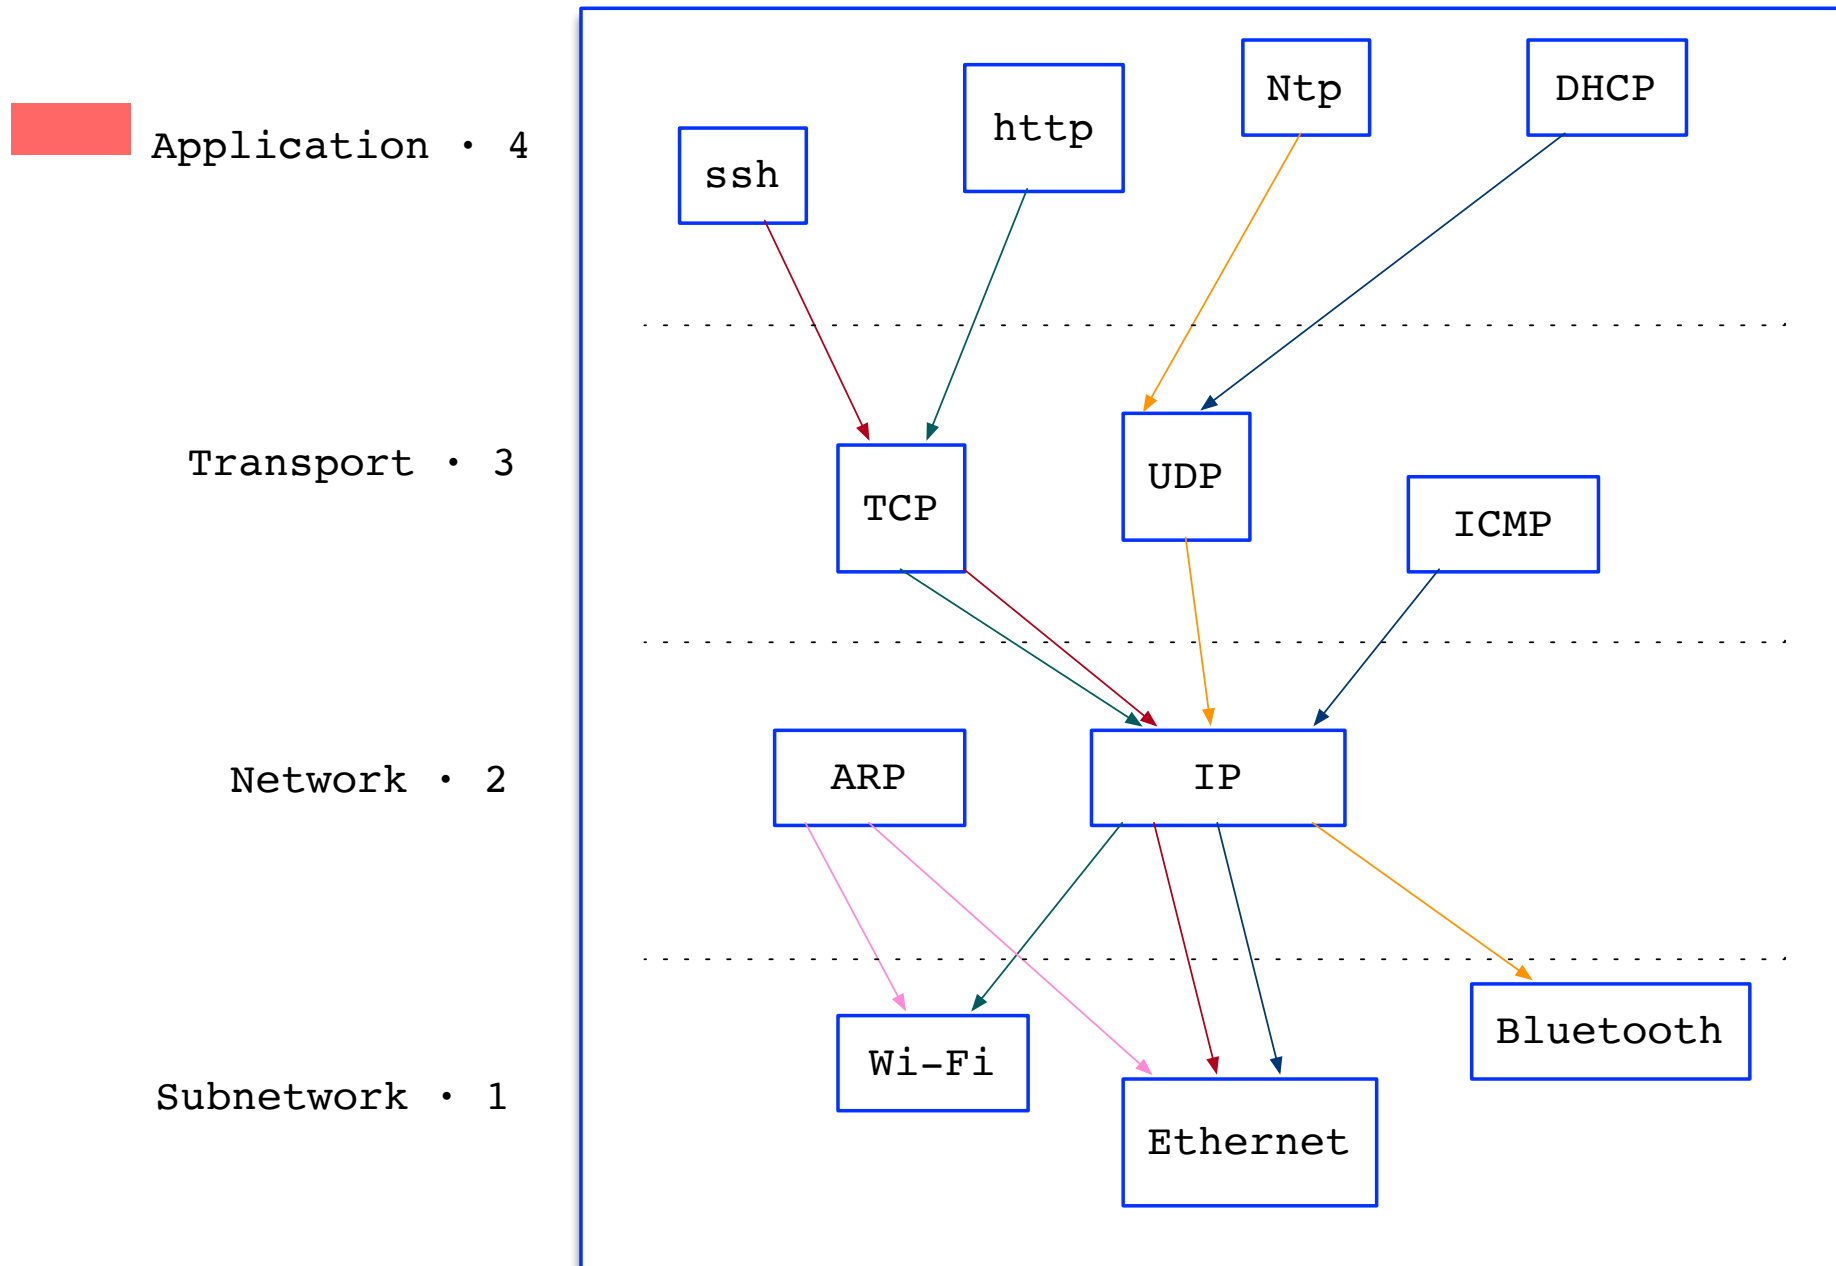 Application · 4
ssh
http
Ntp
DHCP
Transport · 3
TCP
UDP
ICMP
Network · 2
ARP
IP
Subnetwork · 1
Wi-Fi
Ethernet
Bluetooth